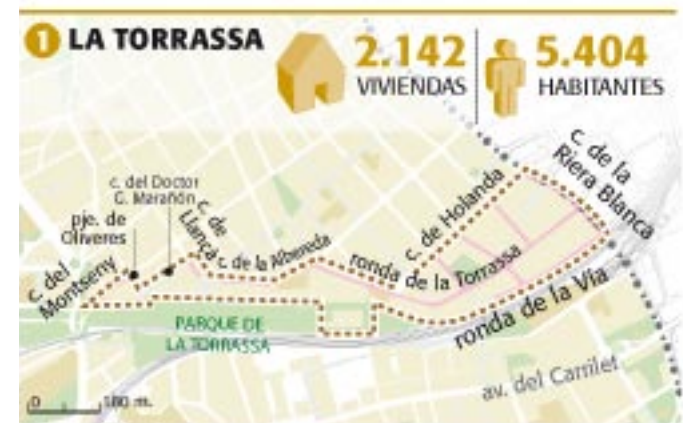 1 LA TORRASSA
2.142
VIVIENDAS
5.404
HABITANTES
c. de la
Riera Blanca
c. del Doctor
G. Marañón
pje. de
Oliveres
c. de
Llançà
c. de Holanda
c. de la Albereda
ronda de la Torrassa
c. del
Montseny
ronda de la Via
PARQUE DE
LA TORRASSA
av. del Carrilet
0 180 m.